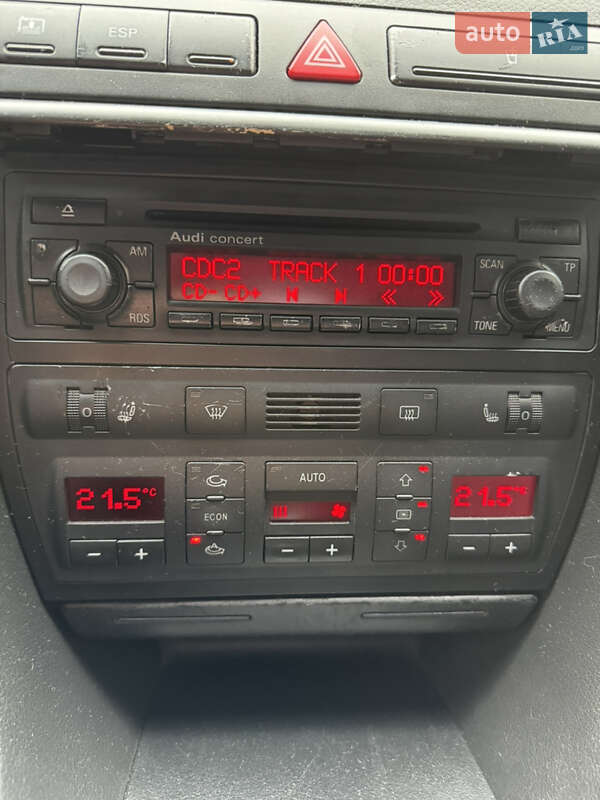 auto RIA.com
ESP
Audi concert
AM
RDS
CDC2 TRACK 1 00:00
CD- CD+
SCAN
TP
TONE
MENU
AUTO
21.5°C
ECON
21.5°C